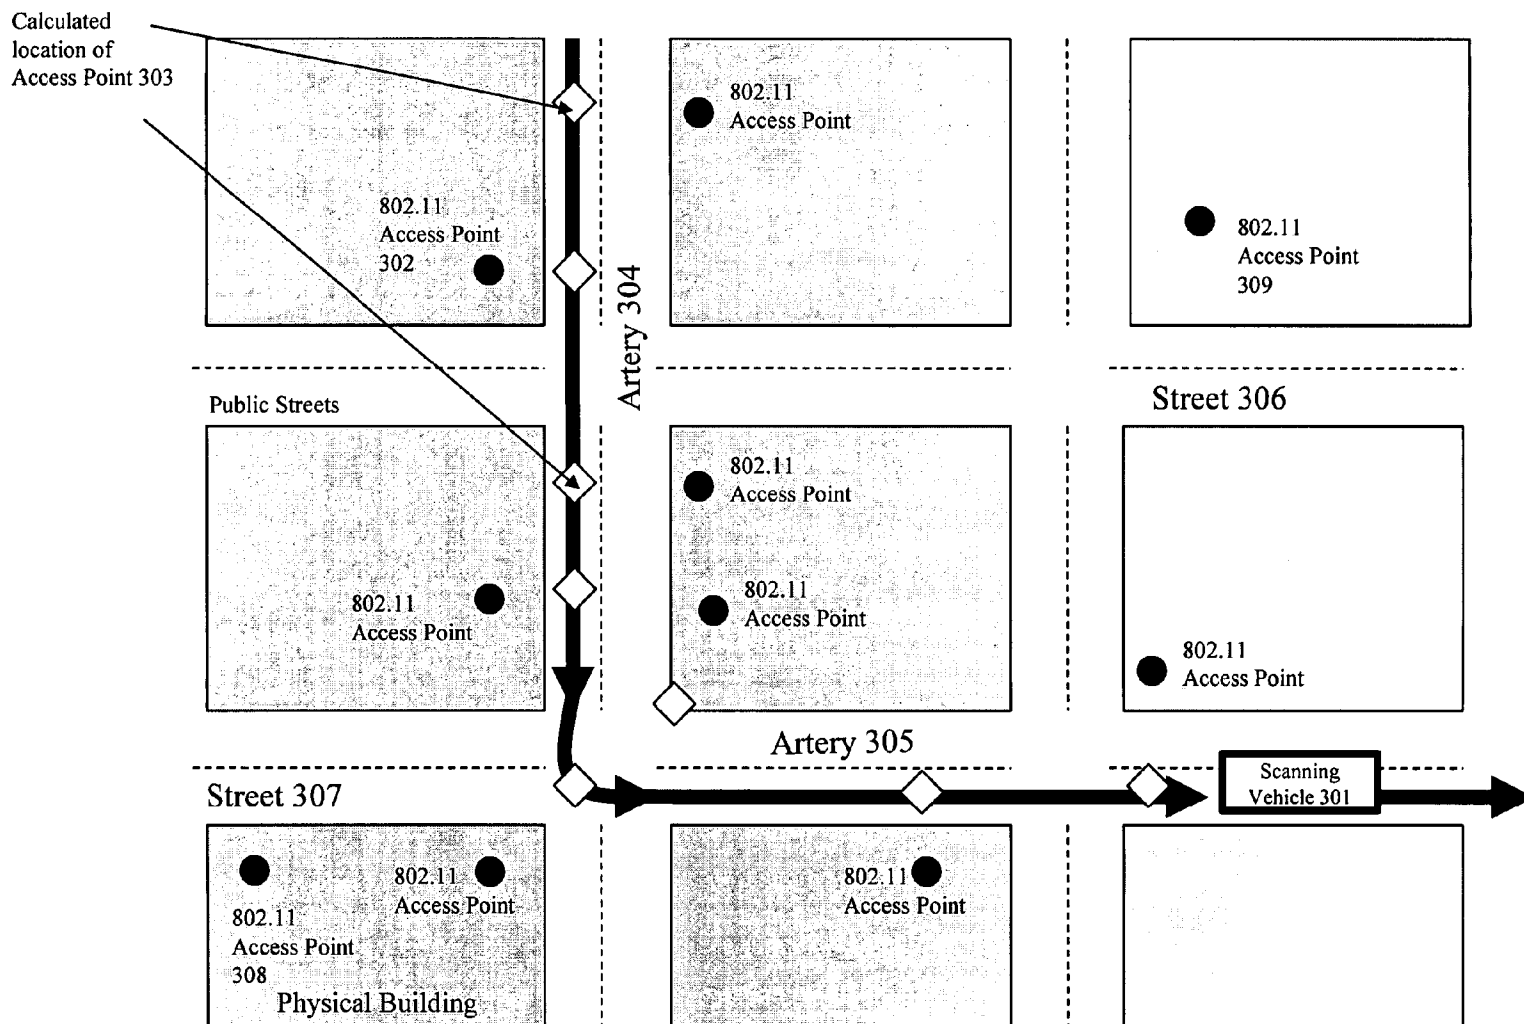 Calculated
location of
Access Point 303
802.11
Access Point
802.11
Access Point
302
802.11
Access Point
309
Artery 304
Public Streets
Street 306
802.11
Access Point
802.11
Access Point
802.11
Access Point
802.11
Access Point
Artery 305
Street 307
Scanning
Vehicle 301
802.11
Access Point
802.11
Access Point
308
802.11
Access Point
Physical Building